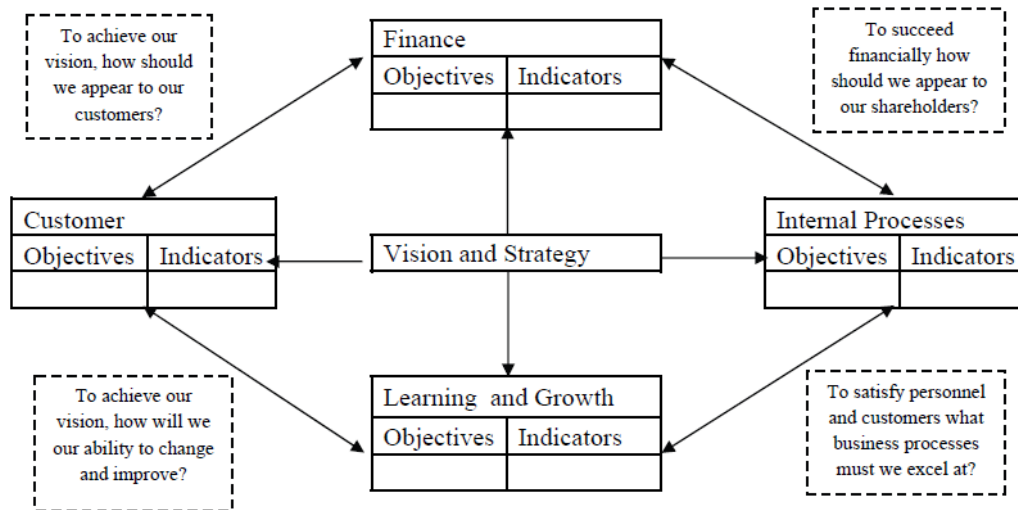 To achieve our
vision, how should
we appear to our
customers?
Finance
Objectives Indicators
To succeed
financially how
should we appear to
our shareholders?
Customer
Objectives Indicators
Vision and Strategy
Internal Processes
Objectives Indicators
To achieve our
vision, how will we
our ability to change
and improve?
Learning and Growth
Objectives Indicators
To satisfy personnel
and customers what
business processes
must we excel at?